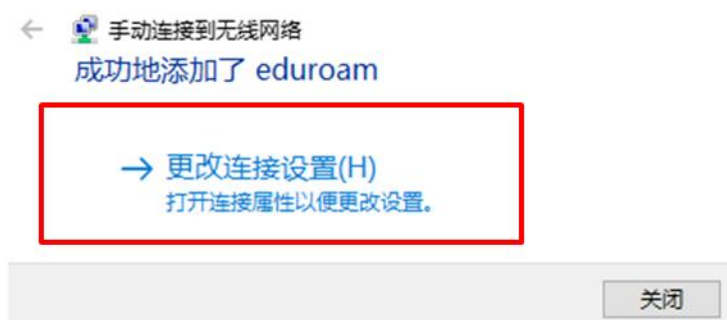 手动连接到无线网络
成功地添加了 eduroam
更改连接设置(H)
打开连接属性以便更改设置。
关闭